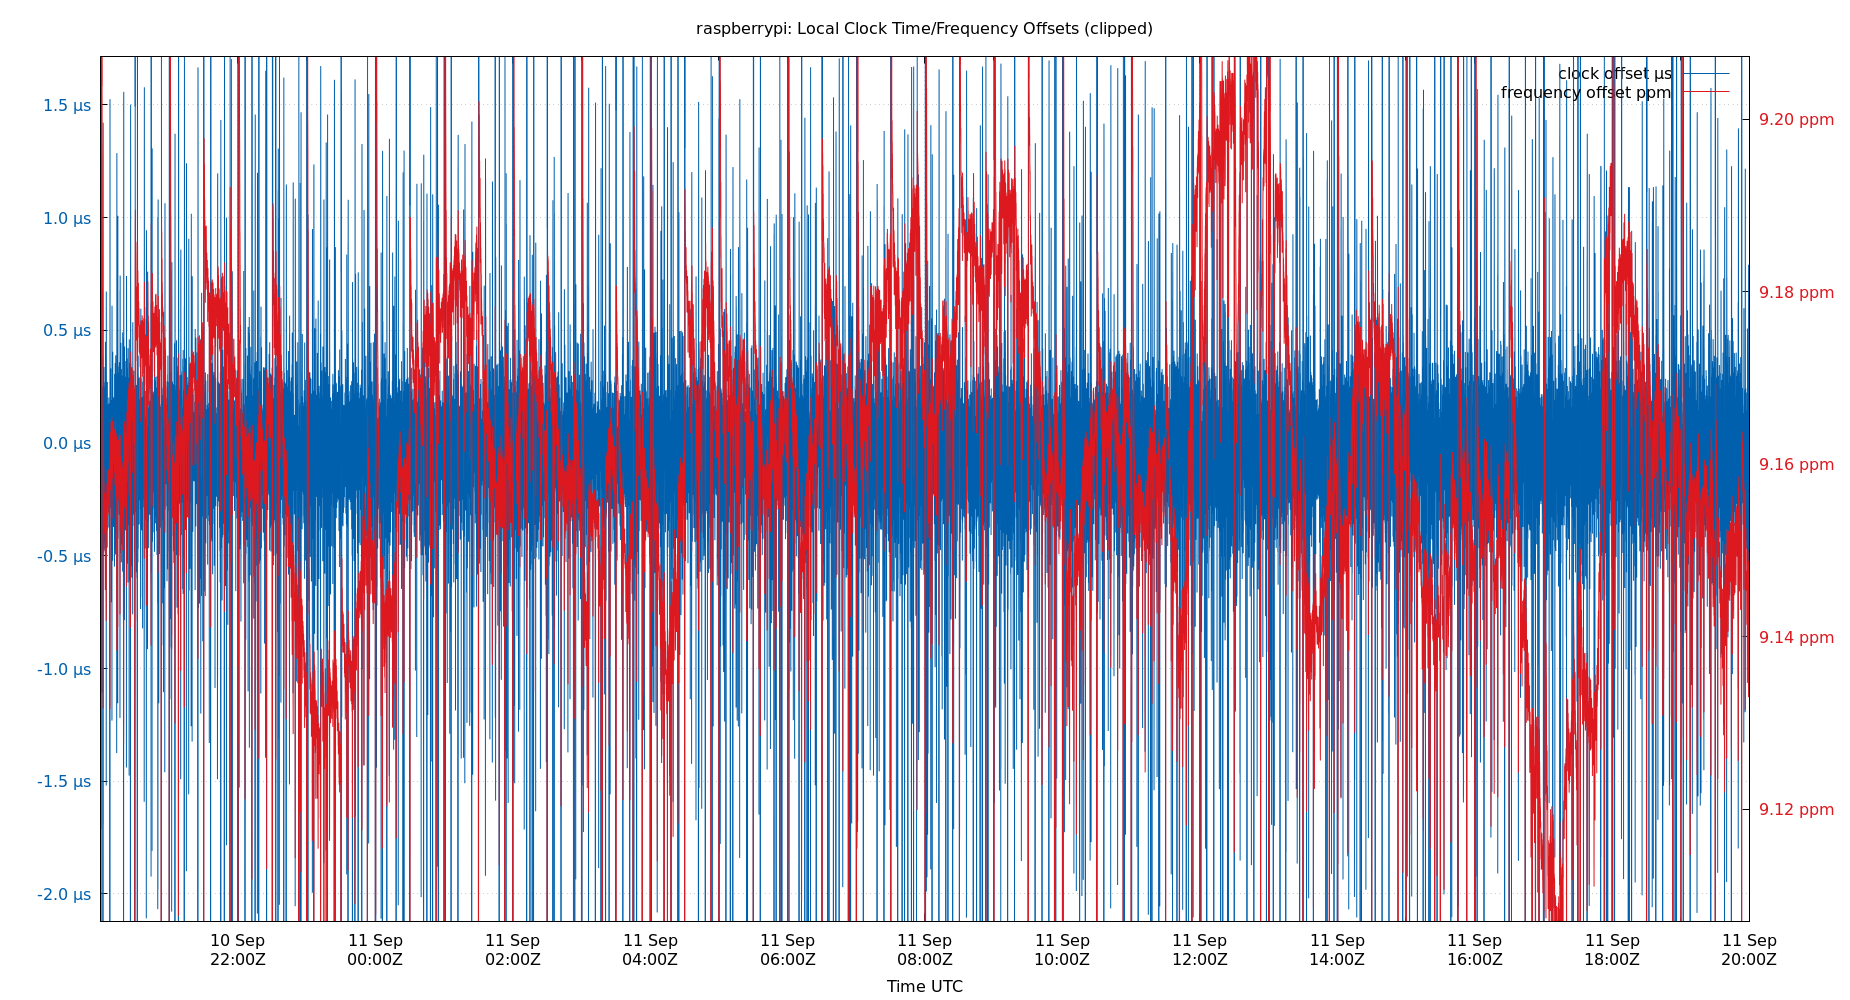 raspberrypi: Local Clock Time/Frequency Offsets (clipped)
clock offset µs
frequency offset ppm
1.5 µs
1.0 µs
0.5 µs
0.0 µs
-0.5 µs
-1.0 µs
-1.5 µs
-2.0 µs
9.20 ppm
9.18 ppm
9.16 ppm
9.14 ppm
9.12 ppm
10 Sep 11 Sep 11 Sep 11 Sep 11 Sep 11 Sep 11 Sep 11 Sep 11 Sep 11 Sep 11 Sep 11 Sep
22:00Z 00:00Z 02:00Z 04:00Z 06:00Z 08:00Z 10:00Z 12:00Z 14:00Z 16:00Z 18:00Z 20:00Z
Time UTC